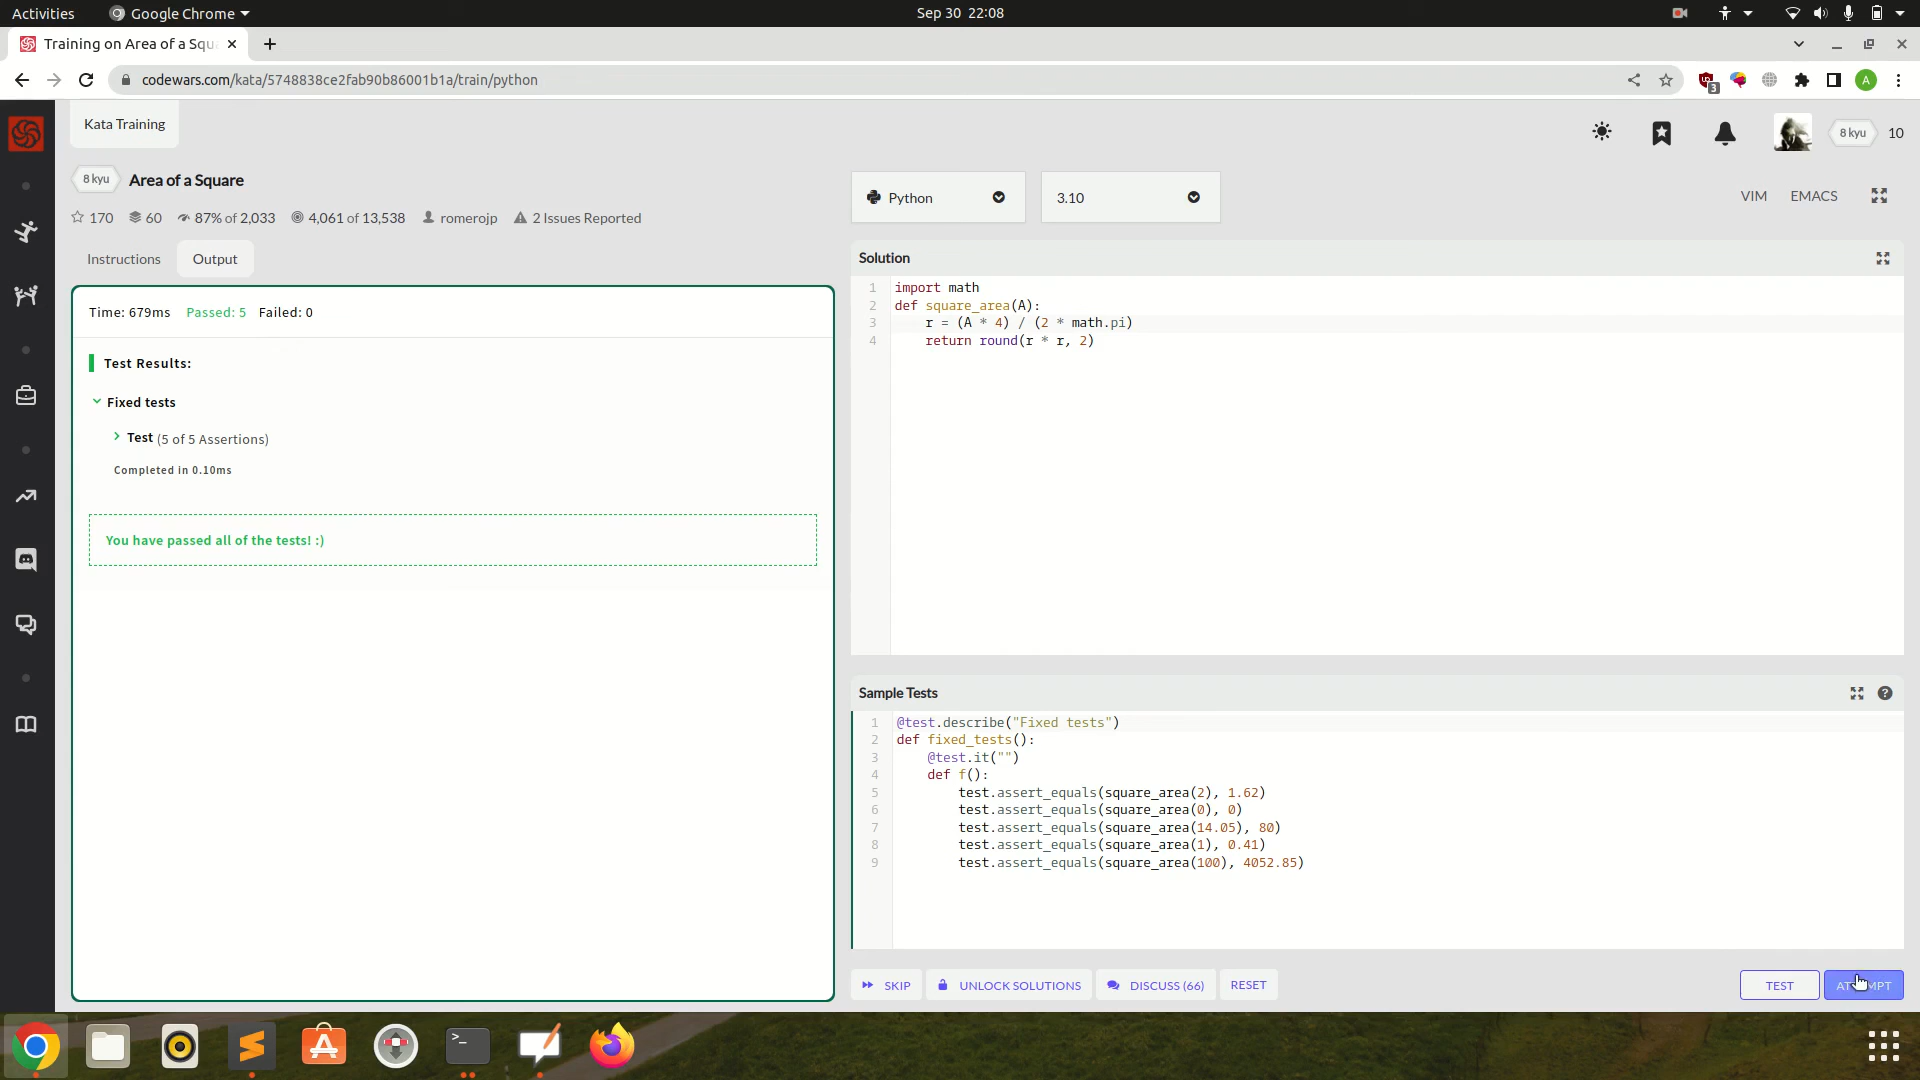 Activities
Google Chrome
Sep 30 22:08
Training on Area of a Squ
codewars.com/kata/5748838ce2fab90b86001b1a/train/python
3
A
Kata Training
8 kyu
10
8 kyu
Area of a Square
170
60
87% of 2,033
4,061 of 13,538
romerojp
2 Issues Reported
Python
3.10
VIM
EMACS
Instructions
Output
Time: 679ms Passed: 5 Failed: 0
Test Results:
Fixed tests
Test (5 of 5 Assertions)
Completed in 0.10ms
You have passed all of the tests! :)
Solution
1 import math
2 def square_area(A):
3 r = (A * 4) / (2 * math.pi)
4 return round(r * r, 2)
Sample Tests
1 @test.describe("Fixed tests")
2 def fixed_tests():
3 @test.it("")
4 def f():
5 test.assert_equals(square_area(2), 1.62)
6 test.assert_equals(square_area(0), 0)
7 test.assert_equals(square_area(14.05), 80)
8 test.assert_equals(square_area(1), 0.41)
9 test.assert_equals(square_area(100), 4052.85)
SKIP
UNLOCK SOLUTIONS
DISCUSS (66)
RESET
TEST